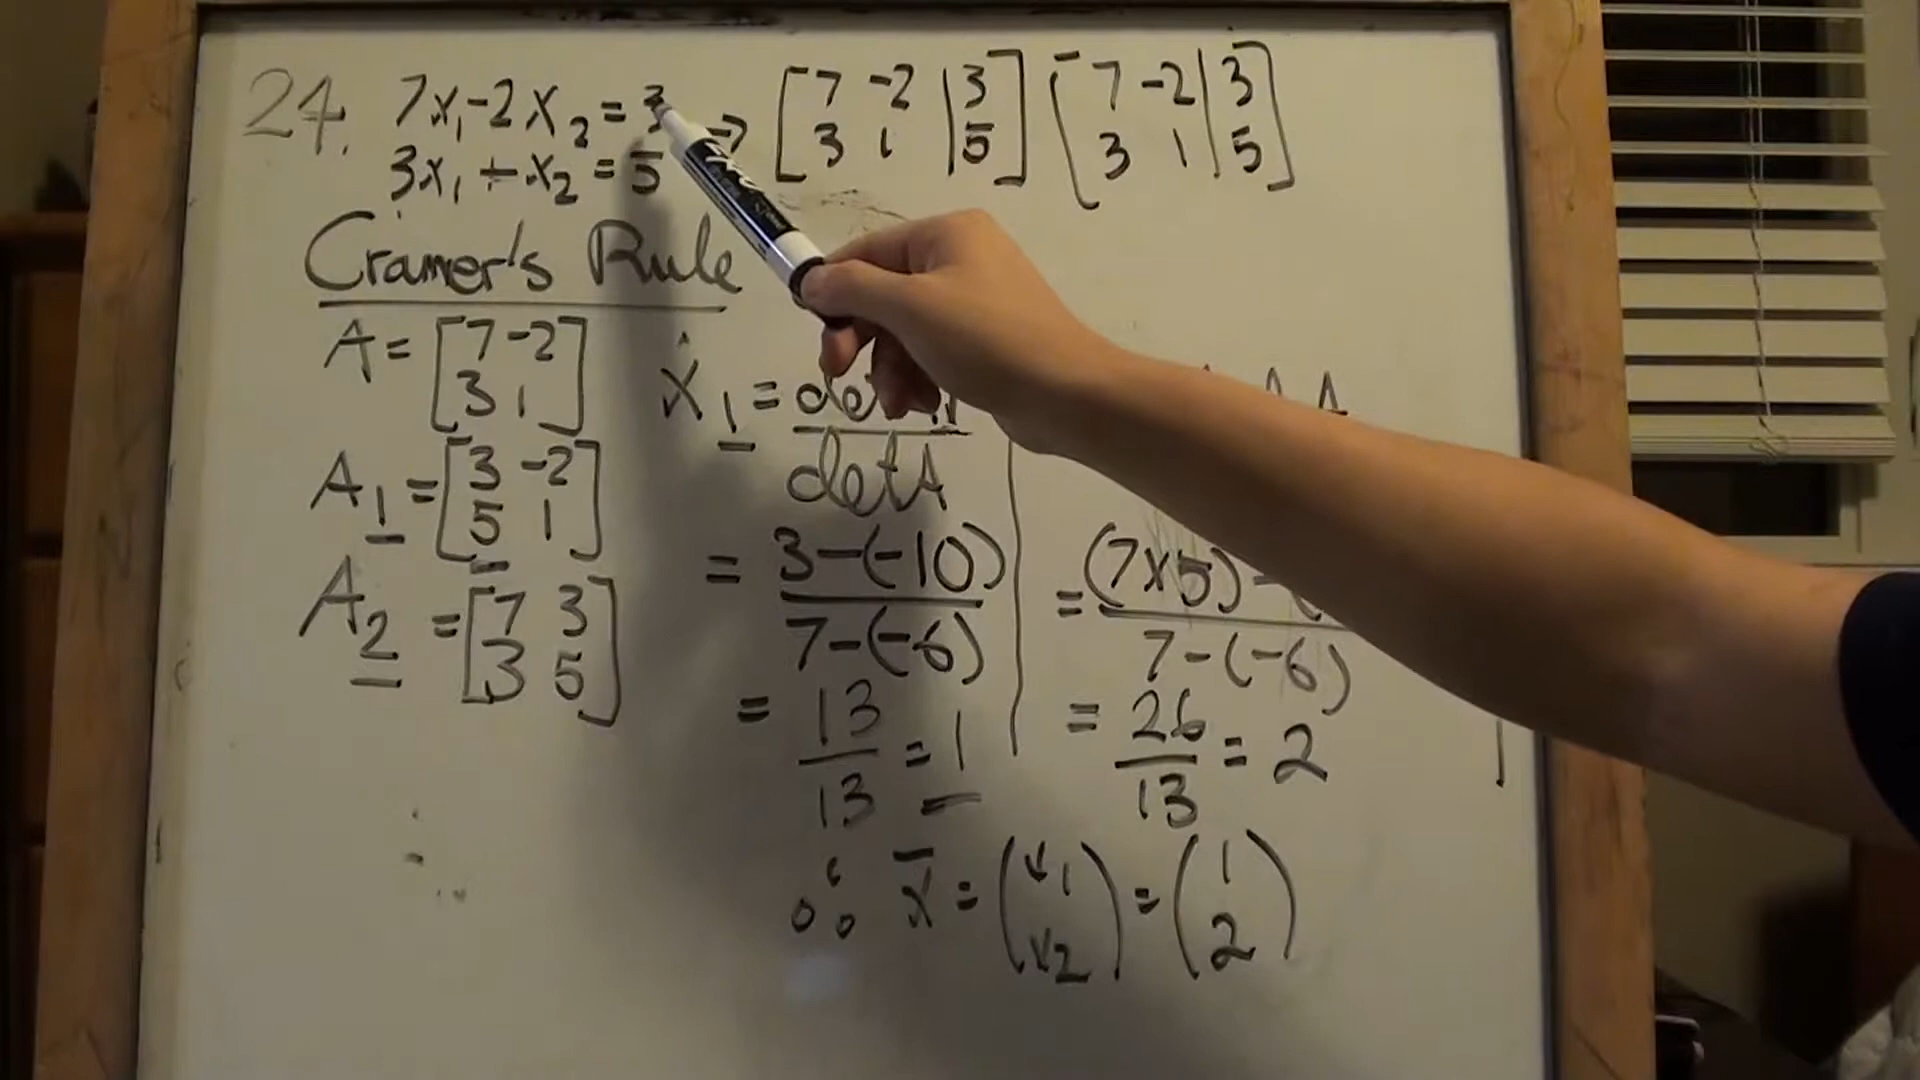 24. 7x₁-2x₂=3 → [7 -2 | 3] [7 -2 | 3]
3x₁+x₂=5 [3 1 | 5] [3 1 | 5]
Cramer's Rule
A=[7 -2
3 1]
A₁=[3 -2
5 1]
A₂=[7 3
3 5]
x₁=det
detA
=3-(-10)
7-(-6)
=13
13 =1
=(7x5)-(
7-(-6)
=26
13 =2
∴ x̄=(x₁
x₂)=(1
2)